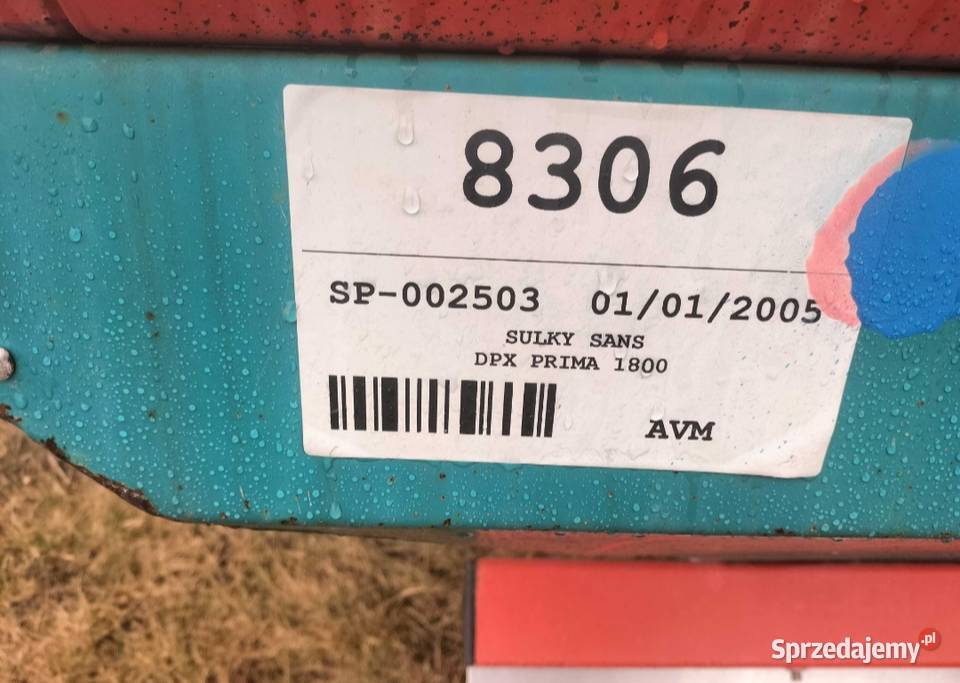 8306
SP-002503 01/01/2005
SULKY SANS
DPX PRIMA 1800
AVM
Sprzedajemy.pl